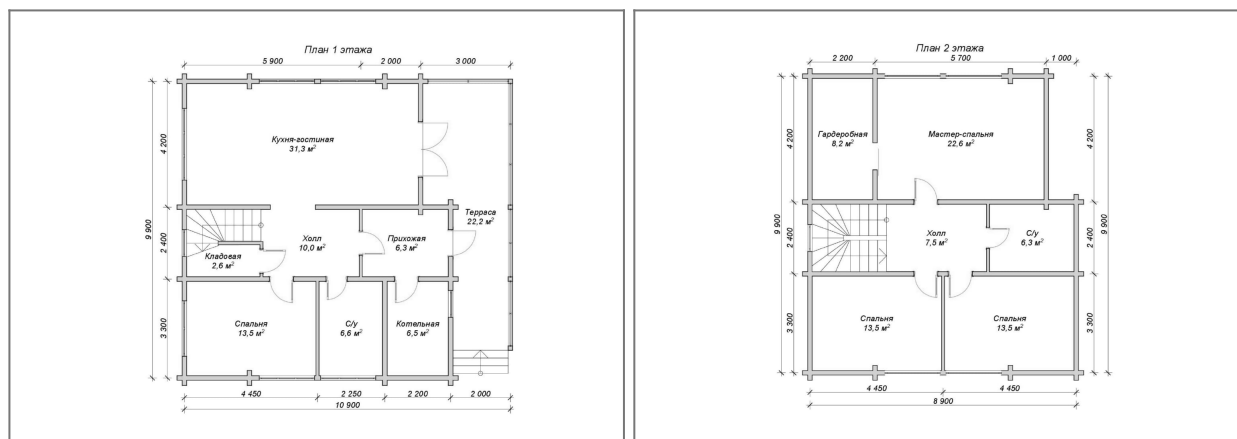 План 1 этажа
5 900
2 000
3 000
9 900
4 200
2 400
3 300
Кухня-гостиная
31,3 м²
Терраса
22,2 м²
Холл
10,0 м²
Прихожая
6,3 м²
Кладовая
2,6 м²
Спальня
13,5 м²
С/у
6,6 м²
Котельная
6,5 м²
4 450
2 250
2 200
2 000
10 900
План 2 этажа
2 200
5 700
1 000
9 900
4 200
2 400
3 300
Гардеробная
8,2 м²
Мастер-спальня
22,6 м²
Холл
7,5 м²
С/у
6,3 м²
Спальня
13,5 м²
Спальня
13,5 м²
4 200
2 400
3 300
9 900
4 450
4 450
8 900